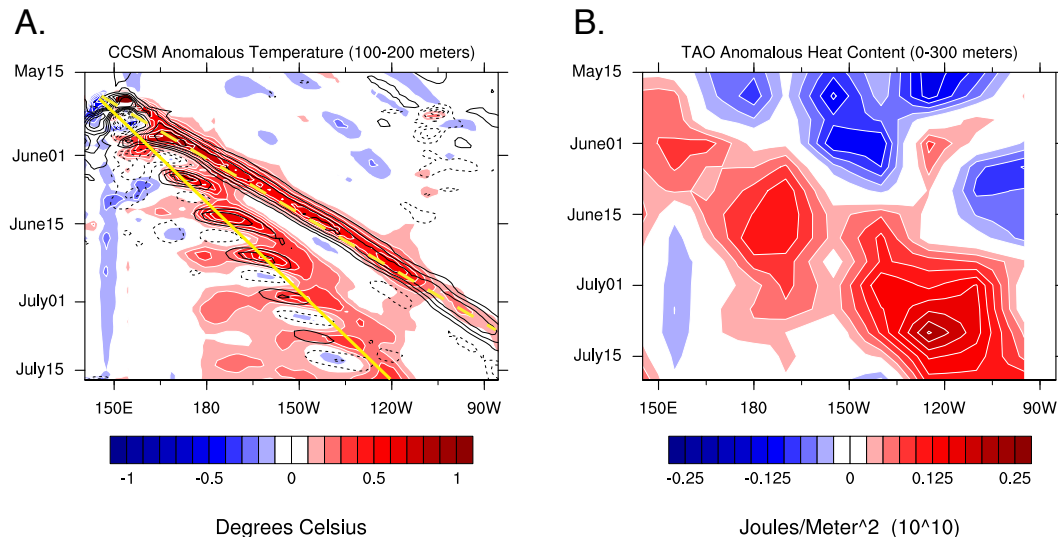 A.
CCSM Anomalous Temperature (100-200 meters)
May15
June01
June15
July01
July15
150E 180 150W 120W 90W
-1 -0.5 0 0.5 1
Degrees Celsius
B.
TAO Anomalous Heat Content (0-300 meters)
May15
June01
June15
July01
July15
150E 180 150W 120W 90W
-0.25 -0.125 0 0.125 0.25
Joules/Meter^2 (10^10)